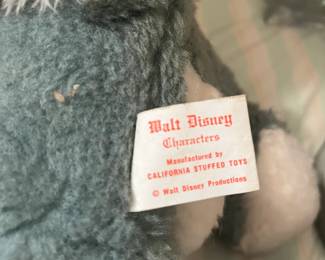 Walt Disney
Characters
Manufactured by
CALIFORNIA STUFFED TOYS
© Walt Disney Productions